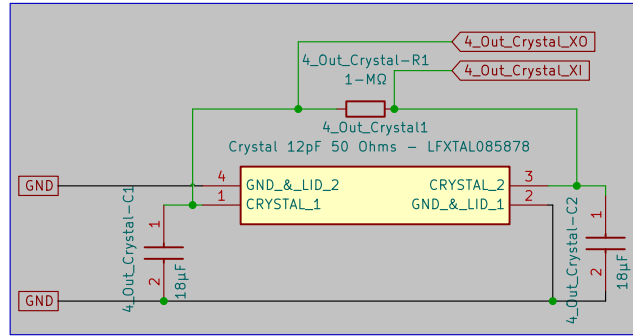 4_Out_Crystal_XO
4_Out_Crystal-R1
4_Out_Crystal_XI
1-MΩ
4_Out_Crystal1
Crystal 12pF 50 Ohms – LFXTAL085878
GND
4
GND_&_LID_2
CRYSTAL_2
3
1
CRYSTAL_1
GND_&_LID_1
2
4_Out_Crystal-C1
1
2
18µF
4_Out_Crystal-C2
1
2
18µF
GND